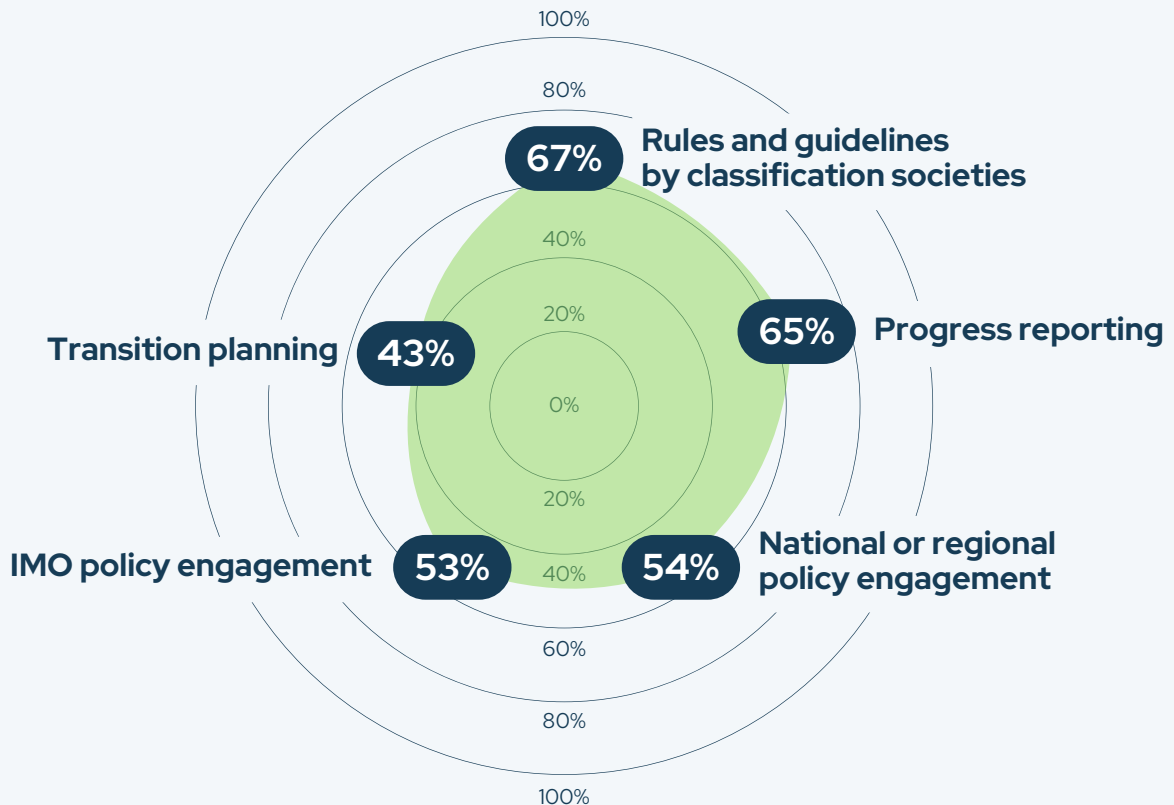 100%
80%
67%
Rules and guidelines
by classification societies
40%
20%
65%
Progress reporting
Transition planning
43%
0%
20%
National or regional
policy engagement
IMO policy engagement
53%
40%
54%
60%
80%
100%